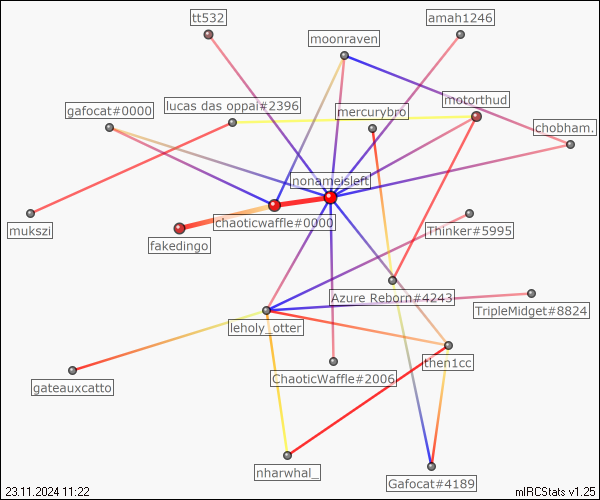 tt532
amah1246
moonraven
lucas das oppai#2396
motorthud
gafocat#0000
mercurybro
chobham.
nonameisleft
chaoticwaffle#0000
mukszi
Thinker#5995
fakedingo
Azure Reborn#4243
TripleMidget#8824
leholy_otter
then1cc
ChaoticWaffle#2006
gateauxcatto
nharwhal_
Gafocat#4189
23.11.2024 11:22
mIRCStats v1.25